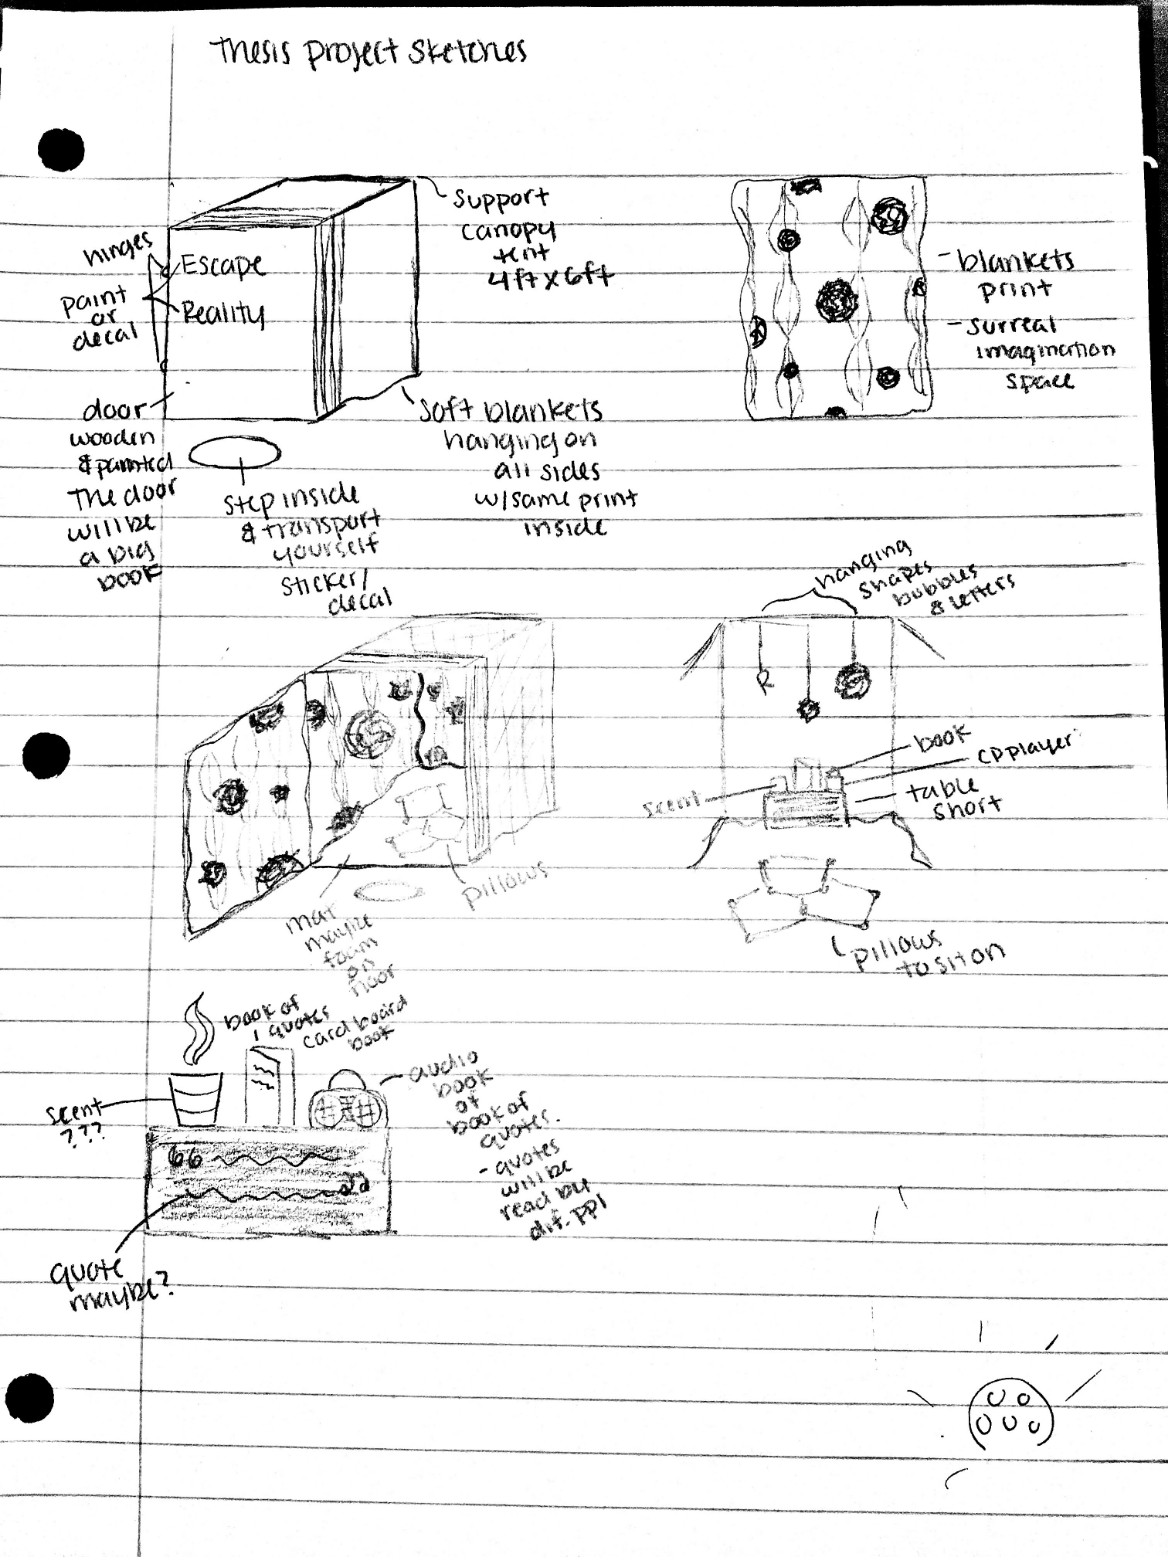 Thesis Project Sketches
hinges
Escape
paint
or
decal
Reality
support
canopy
tent
4ft x 6ft
door
wooden
& painted
The door
will be
a big
book
step inside
& transport
yourself
sticker/
decal
soft blankets
hanging on
all sides
w/same print
inside
- blankets
print
- surreal
imagination
space
mat
maybe
foam
on
floor
pillows
hanging
shapes
bubbles
& letters
R
book
CD player
table
short
scent
pillows
to sit on
scent
???
book of
quotes
cardboard
book
audio
book
of
book of
quotes.
- quotes
will be
read by
dif. ppl
quote
maybe?